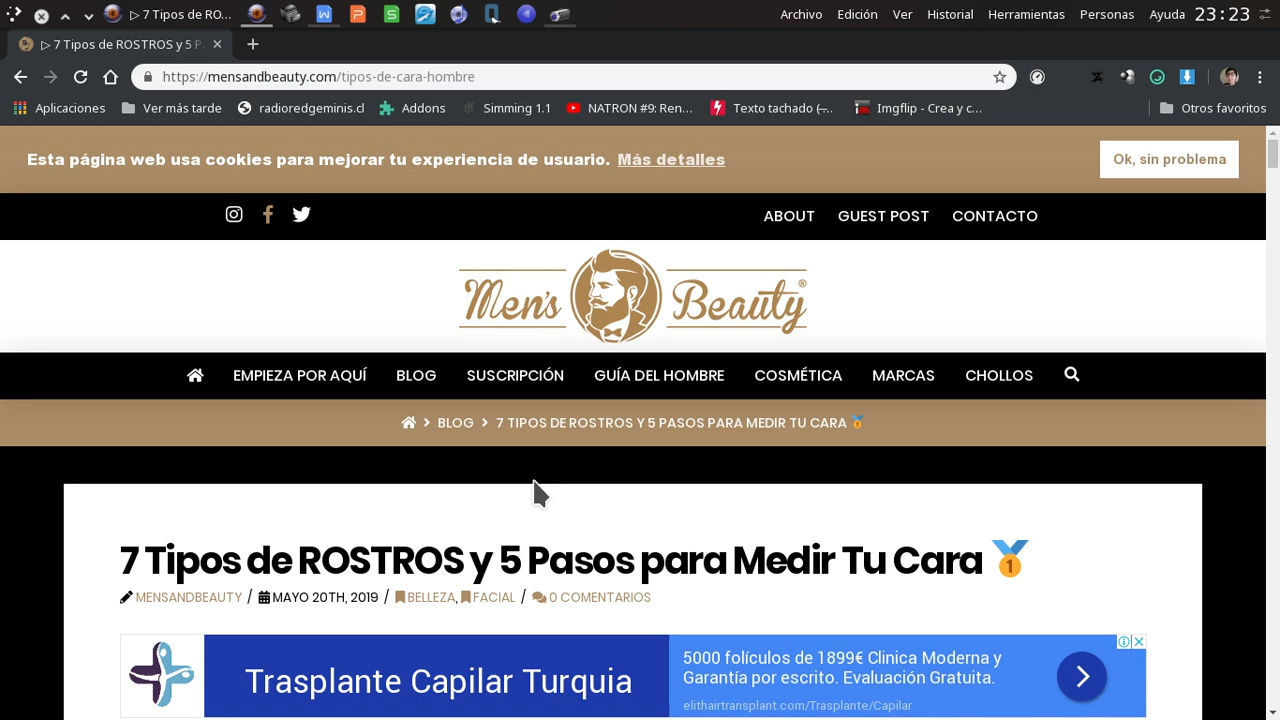 ▷ 7 Tipos de RO...
Archivo Edición Ver Historial Herramientas Personas Ayuda 23:23
▷ 7 Tipos de ROSTROS y 5 P
https://mensandbeauty.com/tipos-de-cara-hombre
Aplicaciones Ver más tarde radioredgeminis.cl Addons Simming 1.1 NATRON #9: Ren... Texto tachado (... Imgflip - Crea y c... Otros favoritos
Esta página web usa cookies para mejorar tu experiencia de usuario. Más detalles Ok, sin problema
ABOUT GUEST POST CONTACTO
Men's Beauty ®
EMPIEZA POR AQUÍ BLOG SUSCRIPCIÓN GUÍA DEL HOMBRE COSMÉTICA MARCAS CHOLLOS
BLOG 7 TIPOS DE ROSTROS Y 5 PASOS PARA MEDIR TU CARA 🥇
7 Tipos de ROSTROS y 5 Pasos para Medir Tu Cara 🥇
MENSANDBEAUTY / MAYO 20TH, 2019 / BELLEZA, FACIAL / 0 COMENTARIOS
Trasplante Capilar Turquia
5000 folículos de 1899€ Clinica Moderna y
Garantía por escrito. Evaluación Gratuita.
elithairtransplant.com/Trasplante/Capilar